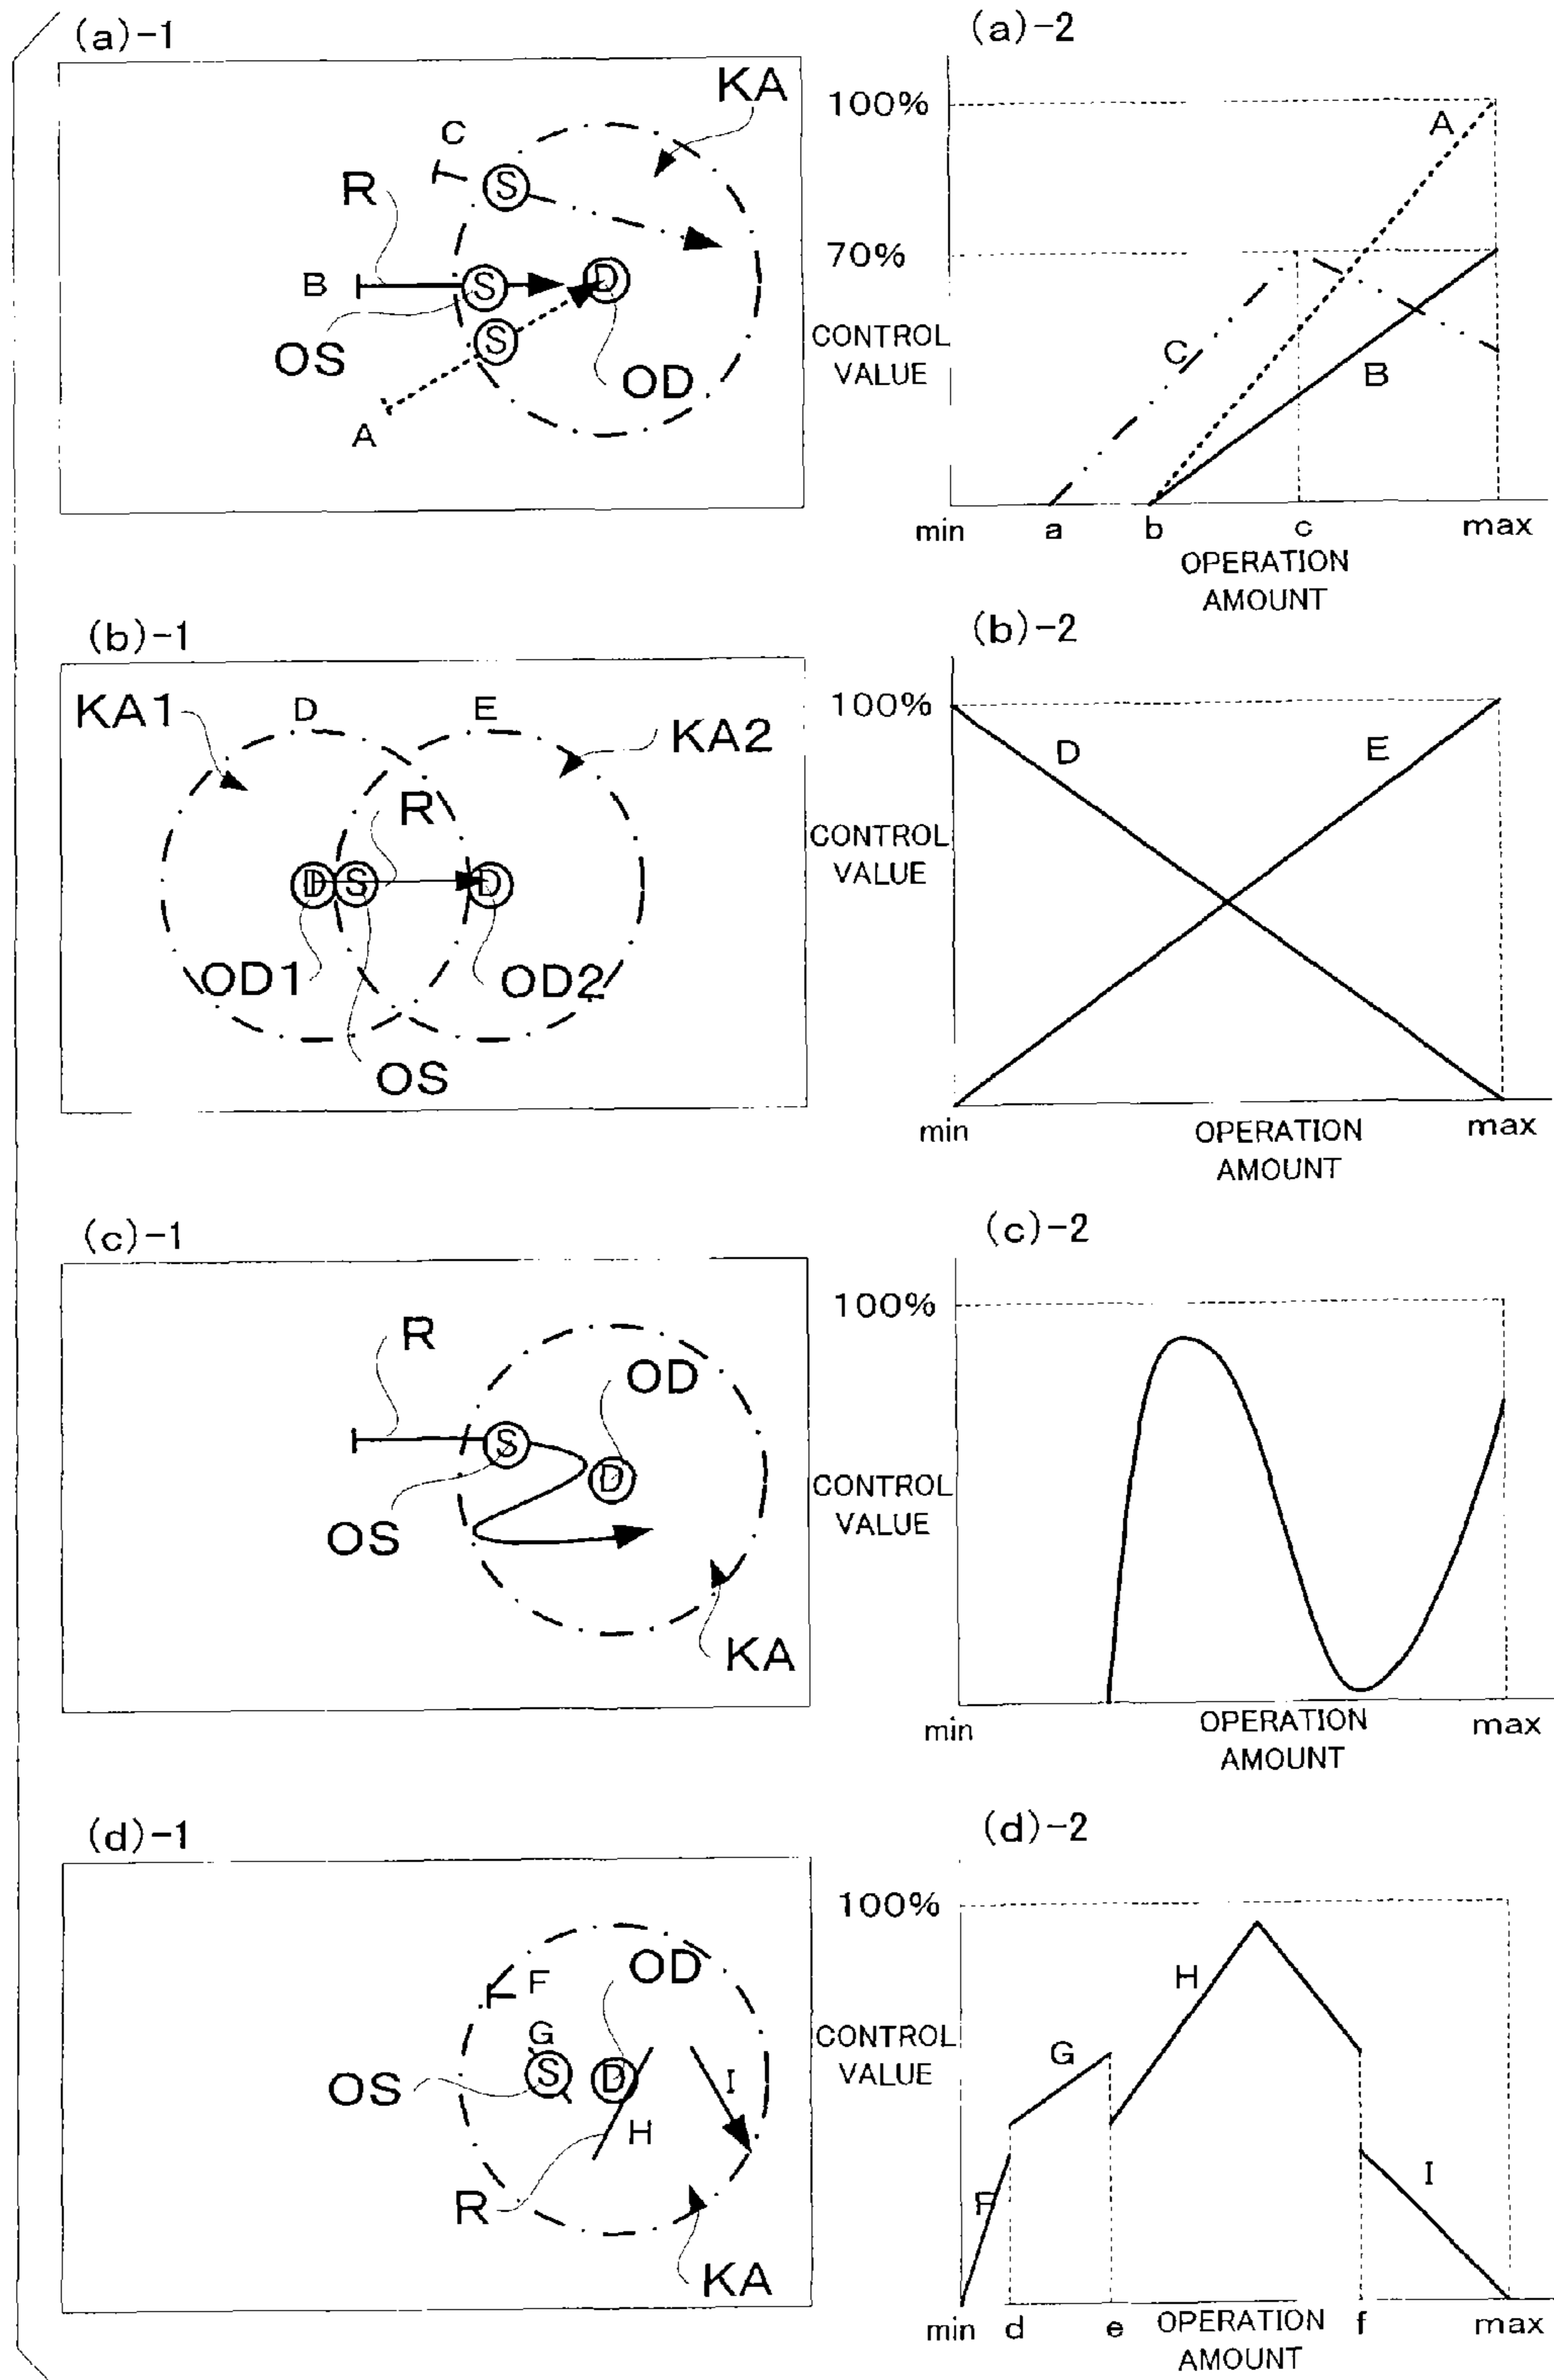 (a)-1
KA
C
S
R
B
S
D
OS
S
OD
A
(a)-2
100%
A
70%
CONTROL
VALUE
C
B
min
a
b
c
max
OPERATION
AMOUNT
(b)-1
KA1
D
E
KA2
R
D
S
D
OD1
OD2
OS
(b)-2
100%
D
E
CONTROL
VALUE
min
OPERATION
AMOUNT
max
(c)-1
R
OD
S
D
OS
KA
(c)-2
100%
CONTROL
VALUE
min
OPERATION
AMOUNT
max
(d)-1
F
OD
G
S
D
OS
I
H
R
KA
(d)-2
100%
H
CONTROL
VALUE
G
F
I
min
d
e
OPERATION
AMOUNT
f
max